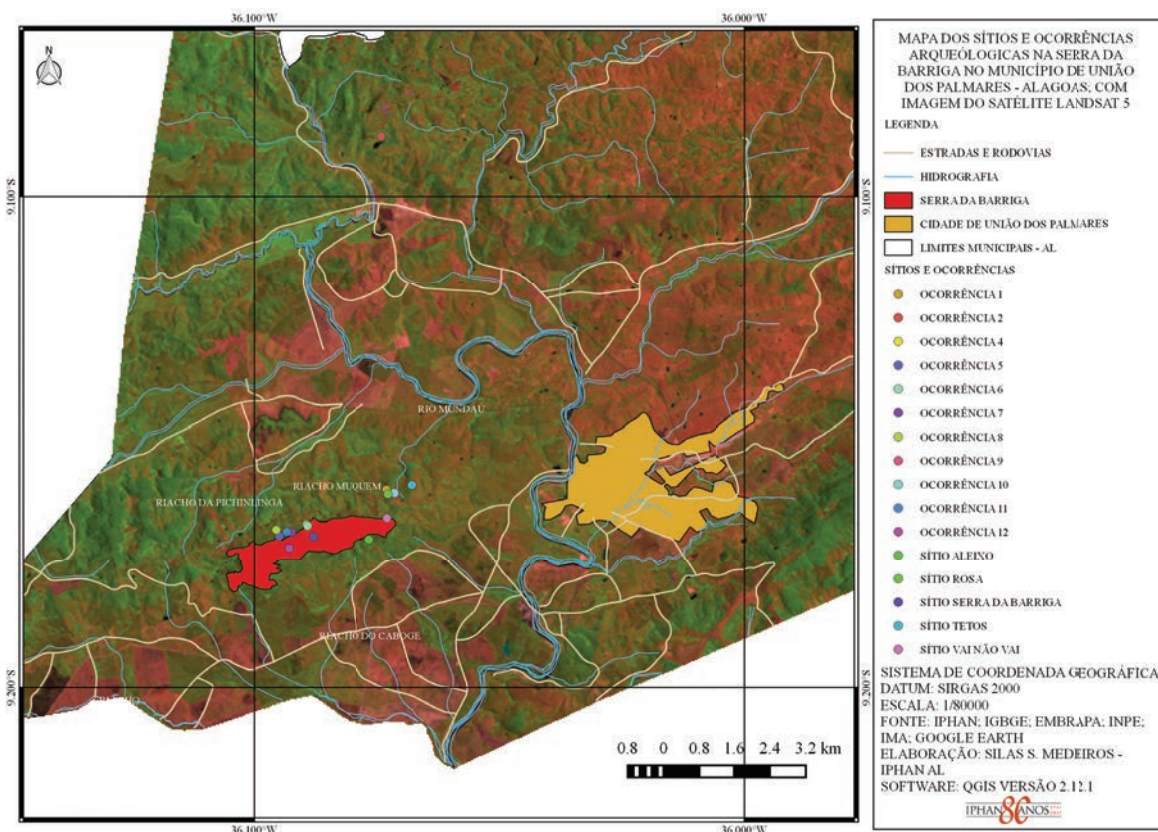 36.100°W
36.000°W
N
9.100°S
9.100°S
RIO MUNDAÚ
RIACHO MUQUEM
RIACHO DA PICHINLINGA
RIACHO DO CABOGE
9.200°S
9.200°S
0.8 0 0.8 1.6 2.4 3.2 km
36.100°W
36.000°W
MAPA DOS SÍTIOS E OCORRÊNCIAS
ARQUEÓLOGICAS NA SERRA DA
BARRIGA NO MUNICÍPIO DE UNIÃO
DOS PALMARES - ALAGOAS; COM
IMAGEM DO SATÉLITE LANDSAT 5
LEGENDA
ESTRADAS E RODOVIAS
HIDROGRAFIA
SERRA DA BARRIGA
CIDADE DE UNIÃO DOS PALMARES
LIMITES MUNICIPAIS - AL
SÍTIOS E OCORRÊNCIAS
OCORRÊNCIA 1
OCORRÊNCIA 2
OCORRÊNCIA 4
OCORRÊNCIA 5
OCORRÊNCIA 6
OCORRÊNCIA 7
OCORRÊNCIA 8
OCORRÊNCIA 9
OCORRÊNCIA 10
OCORRÊNCIA 11
OCORRÊNCIA 12
SÍTIO ALEIXO
SÍTIO ROSA
SÍTIO SERRA DA BARRIGA
SÍTIO TETOS
SÍTIO VAI NÃO VAI
SISTEMA DE COORDENADA GEOGRÁFICA
DATUM: SIRGAS 2000
ESCALA: 1/80000
FONTE: IPHAN; IGBGE; EMBRAPA; INPE;
IMA; GOOGLE EARTH
ELABORAÇÃO: SILAS S. MEDEIROS -
IPHAN AL
SOFTWARE: QGIS VERSÃO 2.12.1
IPHAN 80 ANOS